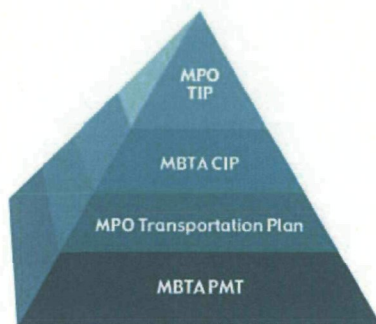 MPO
TIP
MBTA CIP
MPO Transportation Plan
MBTA PMT